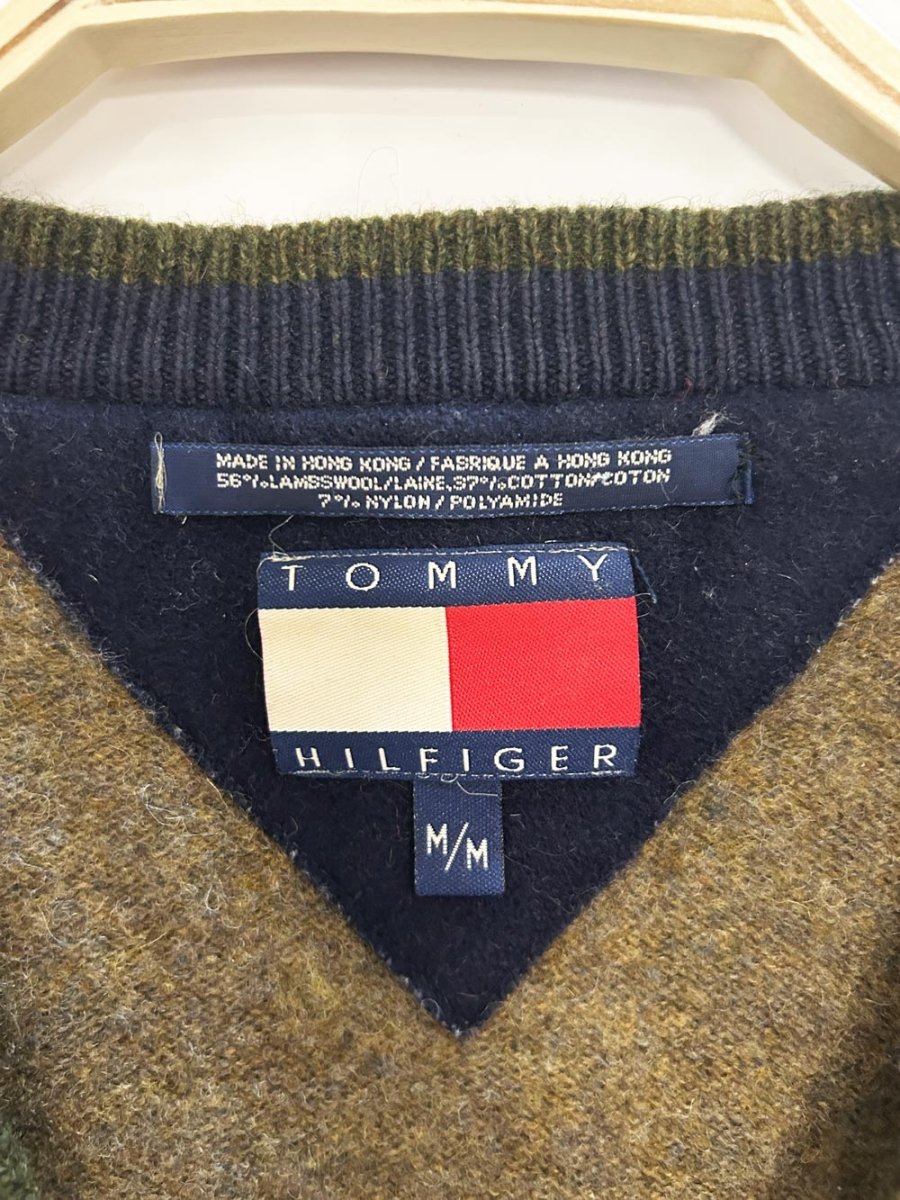 MADE IN HONG KONG / FABRIQUE A HONG KONG
56%LAMBSWOOL/LAINE,37%COTTON/COTON
7% NYLON / POLYAMIDE
TOMMY
HILFIGER
M/M